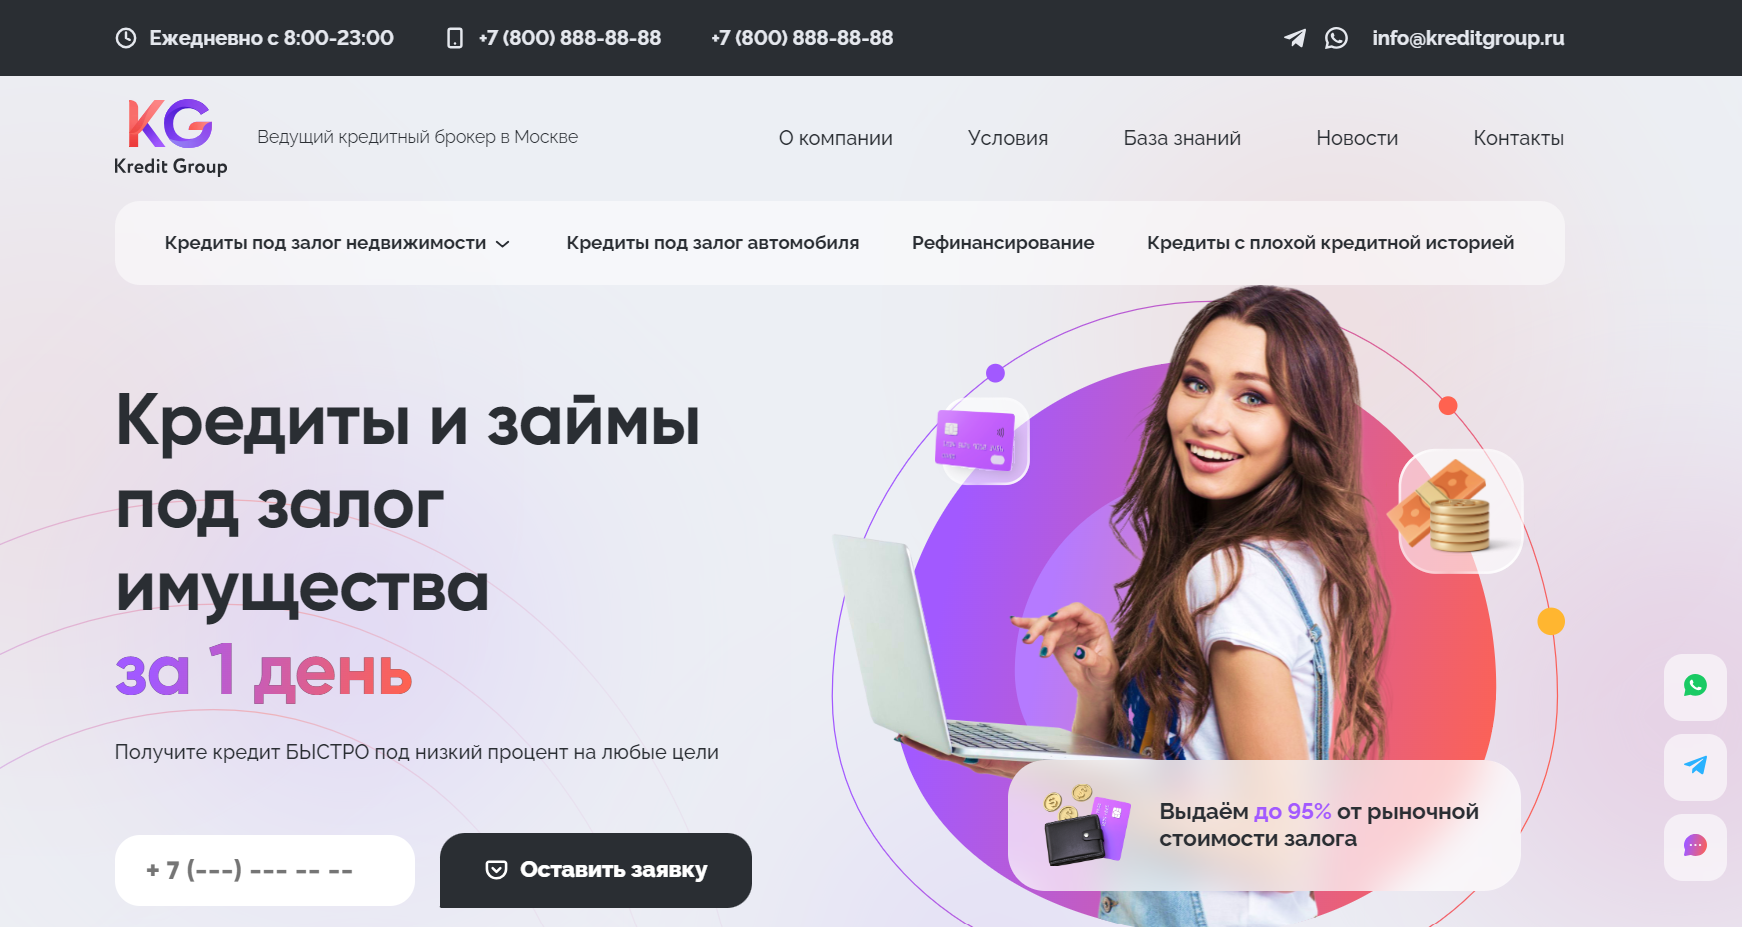 Ежедневно с 8:00-23:00
+7 (800) 888-88-88
+7 (800) 888-88-88
info@kreditgroup.ru
KG
Kredit Group
Ведущий кредитный брокер в Москве
О компании
Условия
База знаний
Новости
Контакты
Кредиты под залог недвижимости
Кредиты под залог автомобиля
Рефинансирование
Кредиты с плохой кредитной историей
Кредиты и займы
под залог
имущества
за 1 день
Получите кредит БЫСТРО под низкий процент на любые цели
+ 7 (---) --- -- --
Оставить заявку
Выдаём до 95% от рыночной
стоимости залога